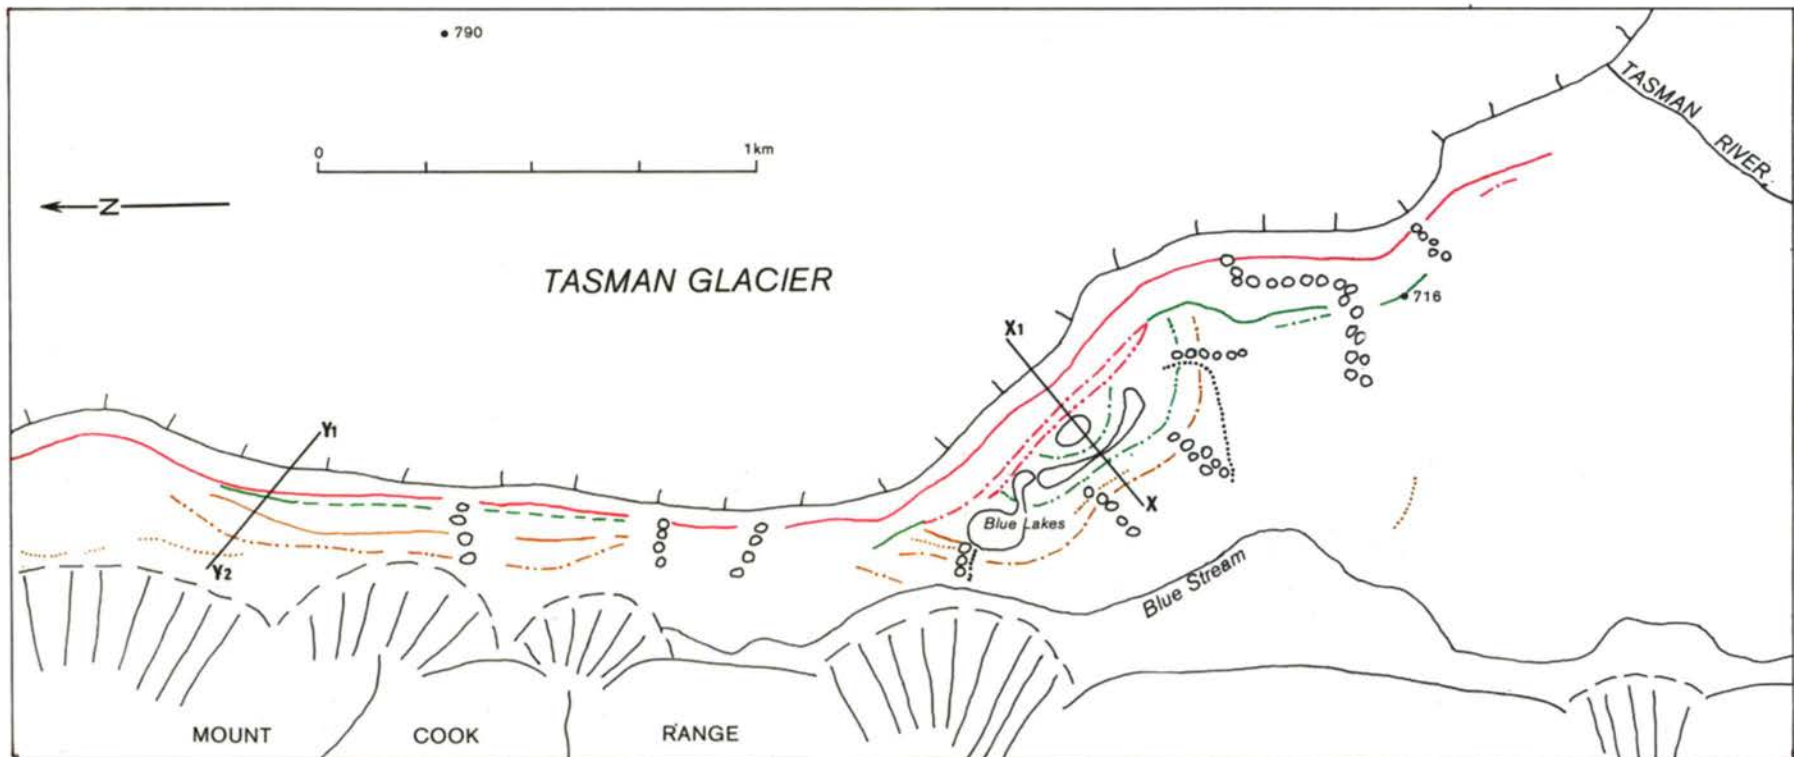 790
0
1km
TASMAN
RIVER
N
TASMAN GLACIER
716
X1
X
Y1
Y2
Blue Lakes
Blue Stream
MOUNT COOK RANGE